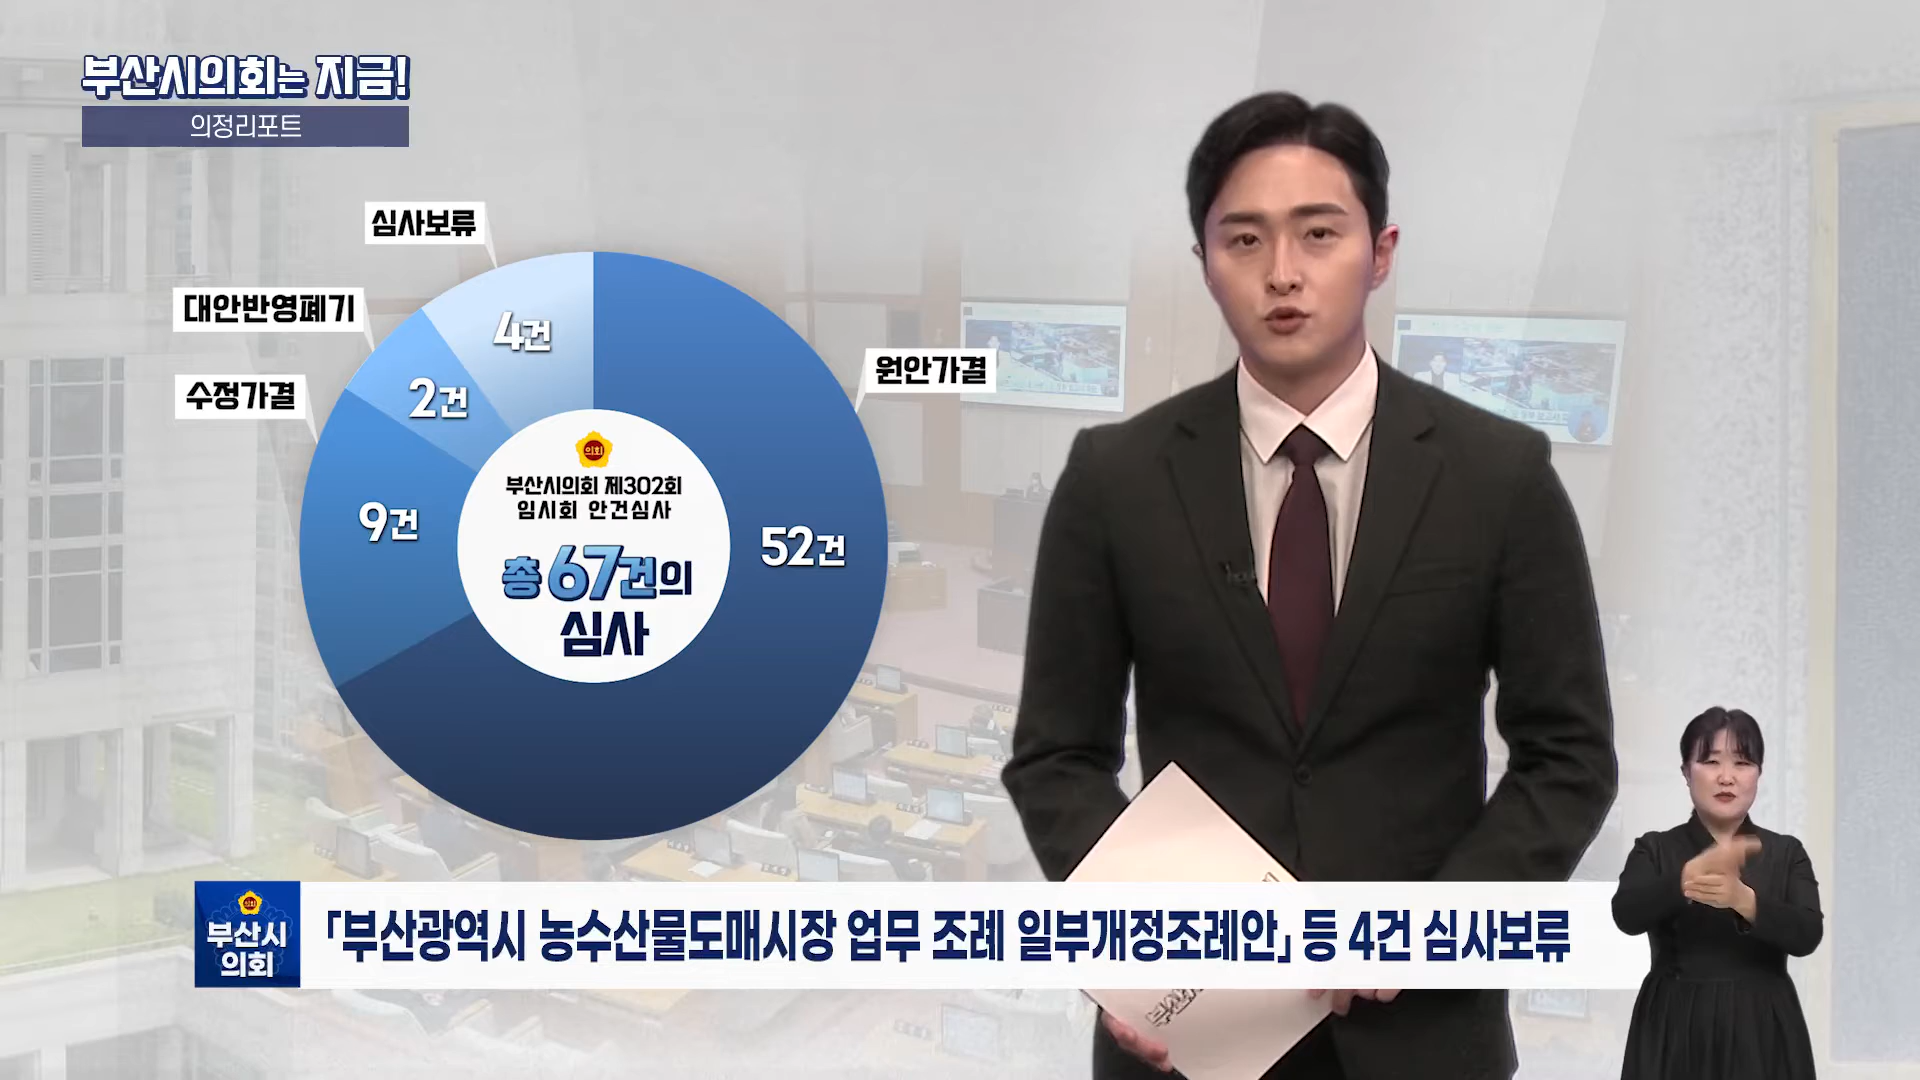 부산시의회는 지금!
의정리포트
심사보류
대안반영폐기
수정가결
원안가결
4건
2건
9건
52건
의회
부산시의회 제302회
임시회 안건심사
총 67건의
심사
의회
부산시
의회
「부산광역시 농수산물도매시장 업무 조례 일부개정조례안」 등 4건 심사보류